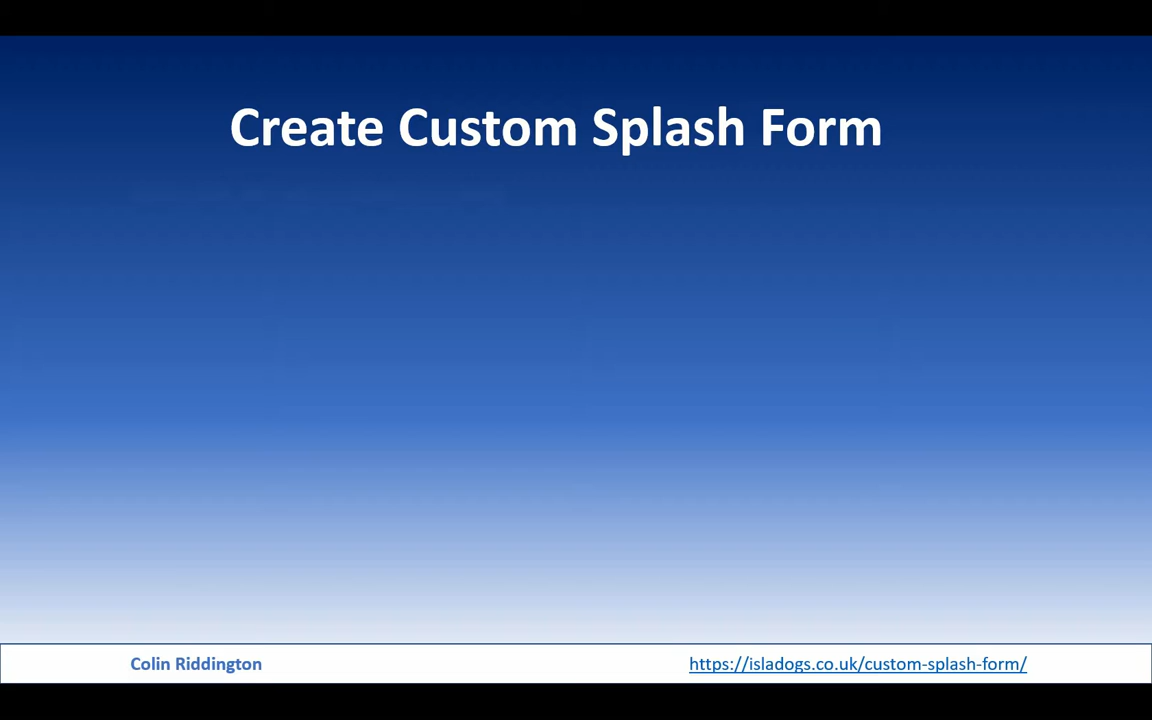 Create Custom Splash Form
Colin Riddington
https://isladogs.co.uk/custom-splash-form/